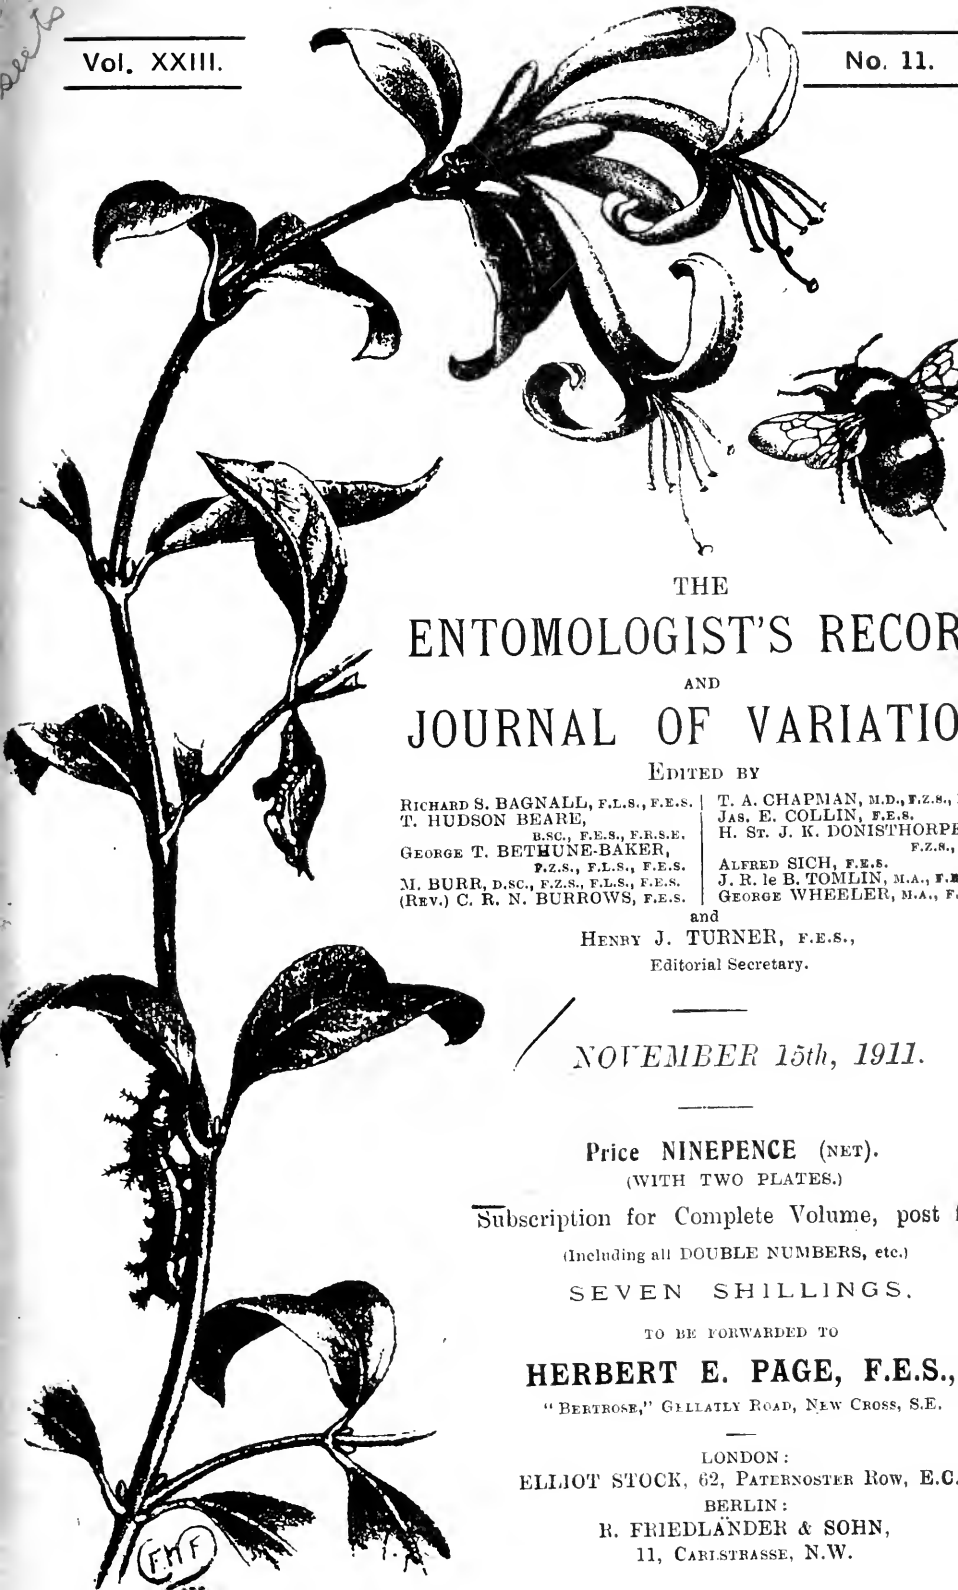 Vol. XXIII.
No. 11.
THE
ENTOMOLOGIST'S RECOR
AND
JOURNAL OF VARIATIO
EDITED BY
RICHARD S. BAGNALL, F.L.S., F.E.S.
T. HUDSON BEARE,
B.SC., F.E.S., F.R.S.E.
GEORGE T. BETHUNE-BAKER,
F.Z.S., F.L.S., F.E.S.
M. BURR, D.SC., F.Z.S., F.L.S., F.E.S.
(REV.) C. R. N. BURROWS, F.E.S.
T. A. CHAPMAN, M.D., F.Z.S.,
JAS. E. COLLIN, F.E.S.
H. ST. J. K. DONISTHORPE
F.Z.S.,
ALFRED SICH, F.E.S.
J. R. le B. TOMLIN, M.A., F.E
GEORGE WHEELER, M.A., F.
and
HENRY J. TURNER, F.E.S.,
Editorial Secretary.
NOVEMBER 15th, 1911.
Price NINEPENCE (NET).
(WITH TWO PLATES.)
Subscription for Complete Volume, post f
(Including all DOUBLE NUMBERS, etc.)
SEVEN SHILLINGS.
TO BE FORWARDED TO
HERBERT E. PAGE, F.E.S.,
"BERTROSE," GELLATLY ROAD, NEW CROSS, S.E.
LONDON:
ELLIOT STOCK, 62, PATERNOSTER ROW, E.C.
BERLIN:
R. FRIEDLÄNDER & SOHN,
11, CARLSTRASSE, N.W.
F.M.F